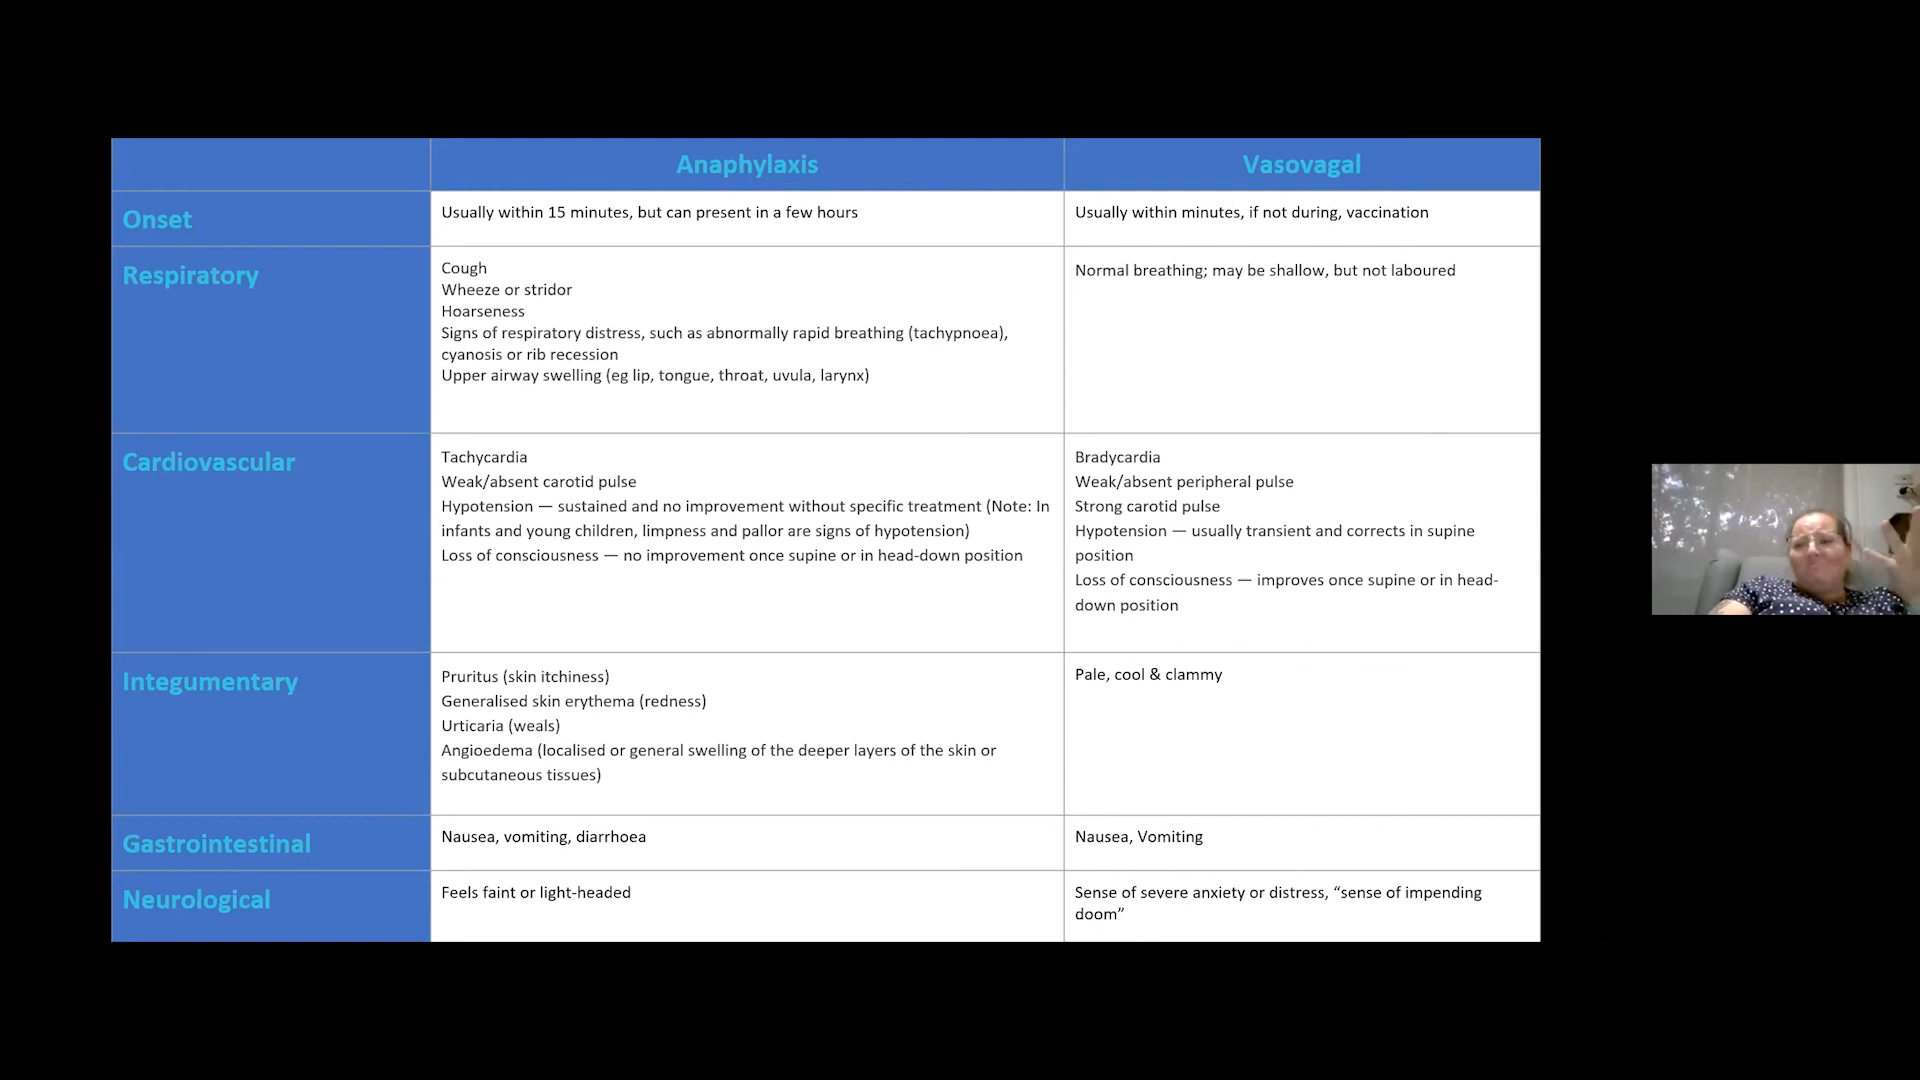 Anaphylaxis
Vasovagal
Onset
Usually within 15 minutes, but can present in a few hours
Usually within minutes, if not during, vaccination
Respiratory
Cough
Wheeze or stridor
Hoarseness
Signs of respiratory distress, such as abnormally rapid breathing (tachypnoea),
cyanosis or rib recession
Upper airway swelling (eg lip, tongue, throat, uvula, larynx)
Normal breathing; may be shallow, but not laboured
Cardiovascular
Tachycardia
Weak/absent carotid pulse
Hypotension — sustained and no improvement without specific treatment (Note: In
infants and young children, limpness and pallor are signs of hypotension)
Loss of consciousness — no improvement once supine or in head-down position
Bradycardia
Weak/absent peripheral pulse
Strong carotid pulse
Hypotension — usually transient and corrects in supine
position
Loss of consciousness — improves once supine or in head-
down position
Integumentary
Pruritus (skin itchiness)
Generalised skin erythema (redness)
Urticaria (weals)
Angioedema (localised or general swelling of the deeper layers of the skin or
subcutaneous tissues)
Pale, cool & clammy
Gastrointestinal
Nausea, vomiting, diarrhoea
Nausea, Vomiting
Neurological
Feels faint or light-headed
Sense of severe anxiety or distress, “sense of impending
doom”